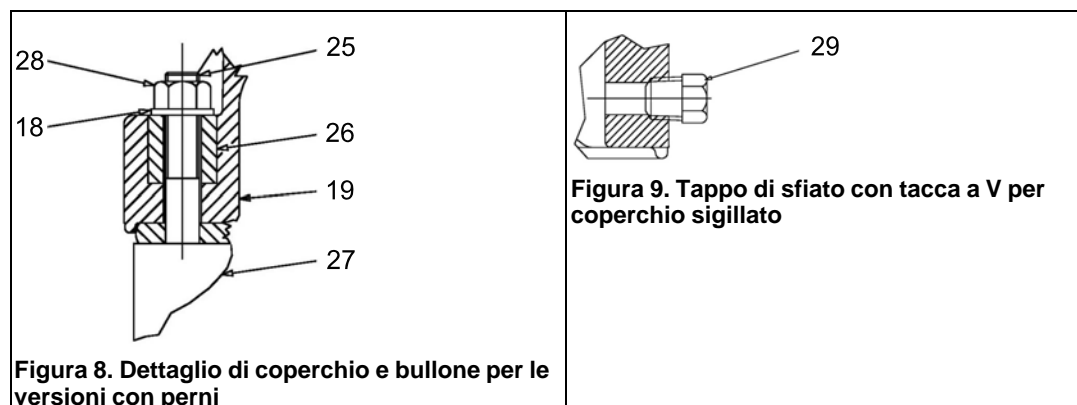 28
25
18
26
19
27
Figura 8. Dettaglio di coperchio e bullone per le
versioni con perni
29
Figura 9. Tappo di sfiato con tacca a V per
coperchio sigillato